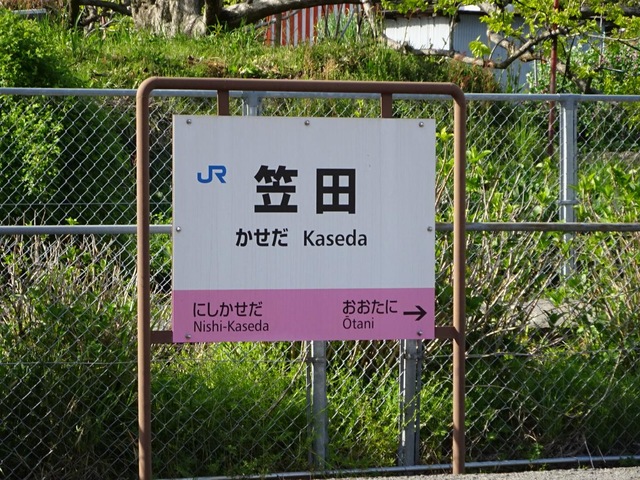 JR 笠田
かせだ Kaseda
にしかせだ おおたに →
Nishi-Kaseda Ōtani